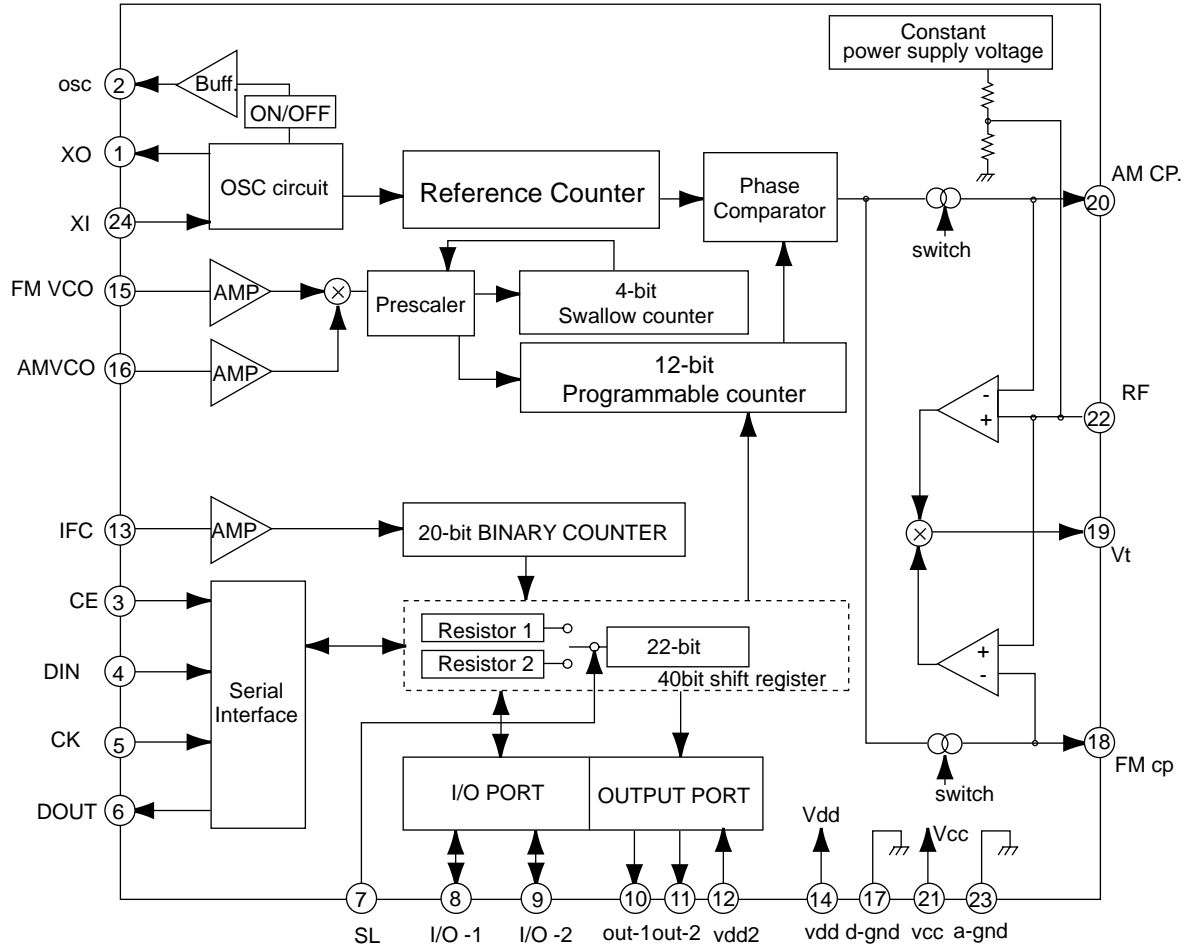 Constant
power supply voltage
osc
2
Buff.
ON/OFF
XO
1
OSC circuit
Reference Counter
Phase
Comparator
AM CP.
20
XI
24
switch
FM VCO
15
AMP
×
Prescaler
4-bit
Swallow counter
AMVCO
16
AMP
12-bit
Programmable counter
-
+
RF
22
IFC
13
AMP
20-bit BINARY COUNTER
×
19
Vt
CE
3
Resistor 1
Resistor 2
22-bit
40bit shift register
+
-
DIN
4
Serial
Interface
CK
5
18
FM cp
switch
DOUT
6
I/O PORT
OUTPUT PORT
Vdd
Vcc
7
8
9
10
11
12
14
17
21
23
SL
I/O -1
I/O -2
out-1
out-2
vdd2
vdd
d-gnd
vcc
a-gnd